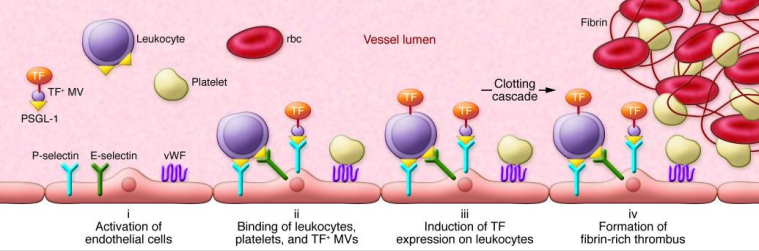 Leukocyte
rbc
Vessel lumen
Fibrin
TF
TF⁺ MV
PSGL-1
Platelet
TF
TF
TF
Clotting
cascade
TF
TF
P-selectin
E-selectin
vWF
i
Activation of
endothelial cells
ii
Binding of leukocytes,
platelets, and TF⁺ MVs
iii
Induction of TF
expression on leukocytes
iv
Formation of
fibrin-rich thrombus